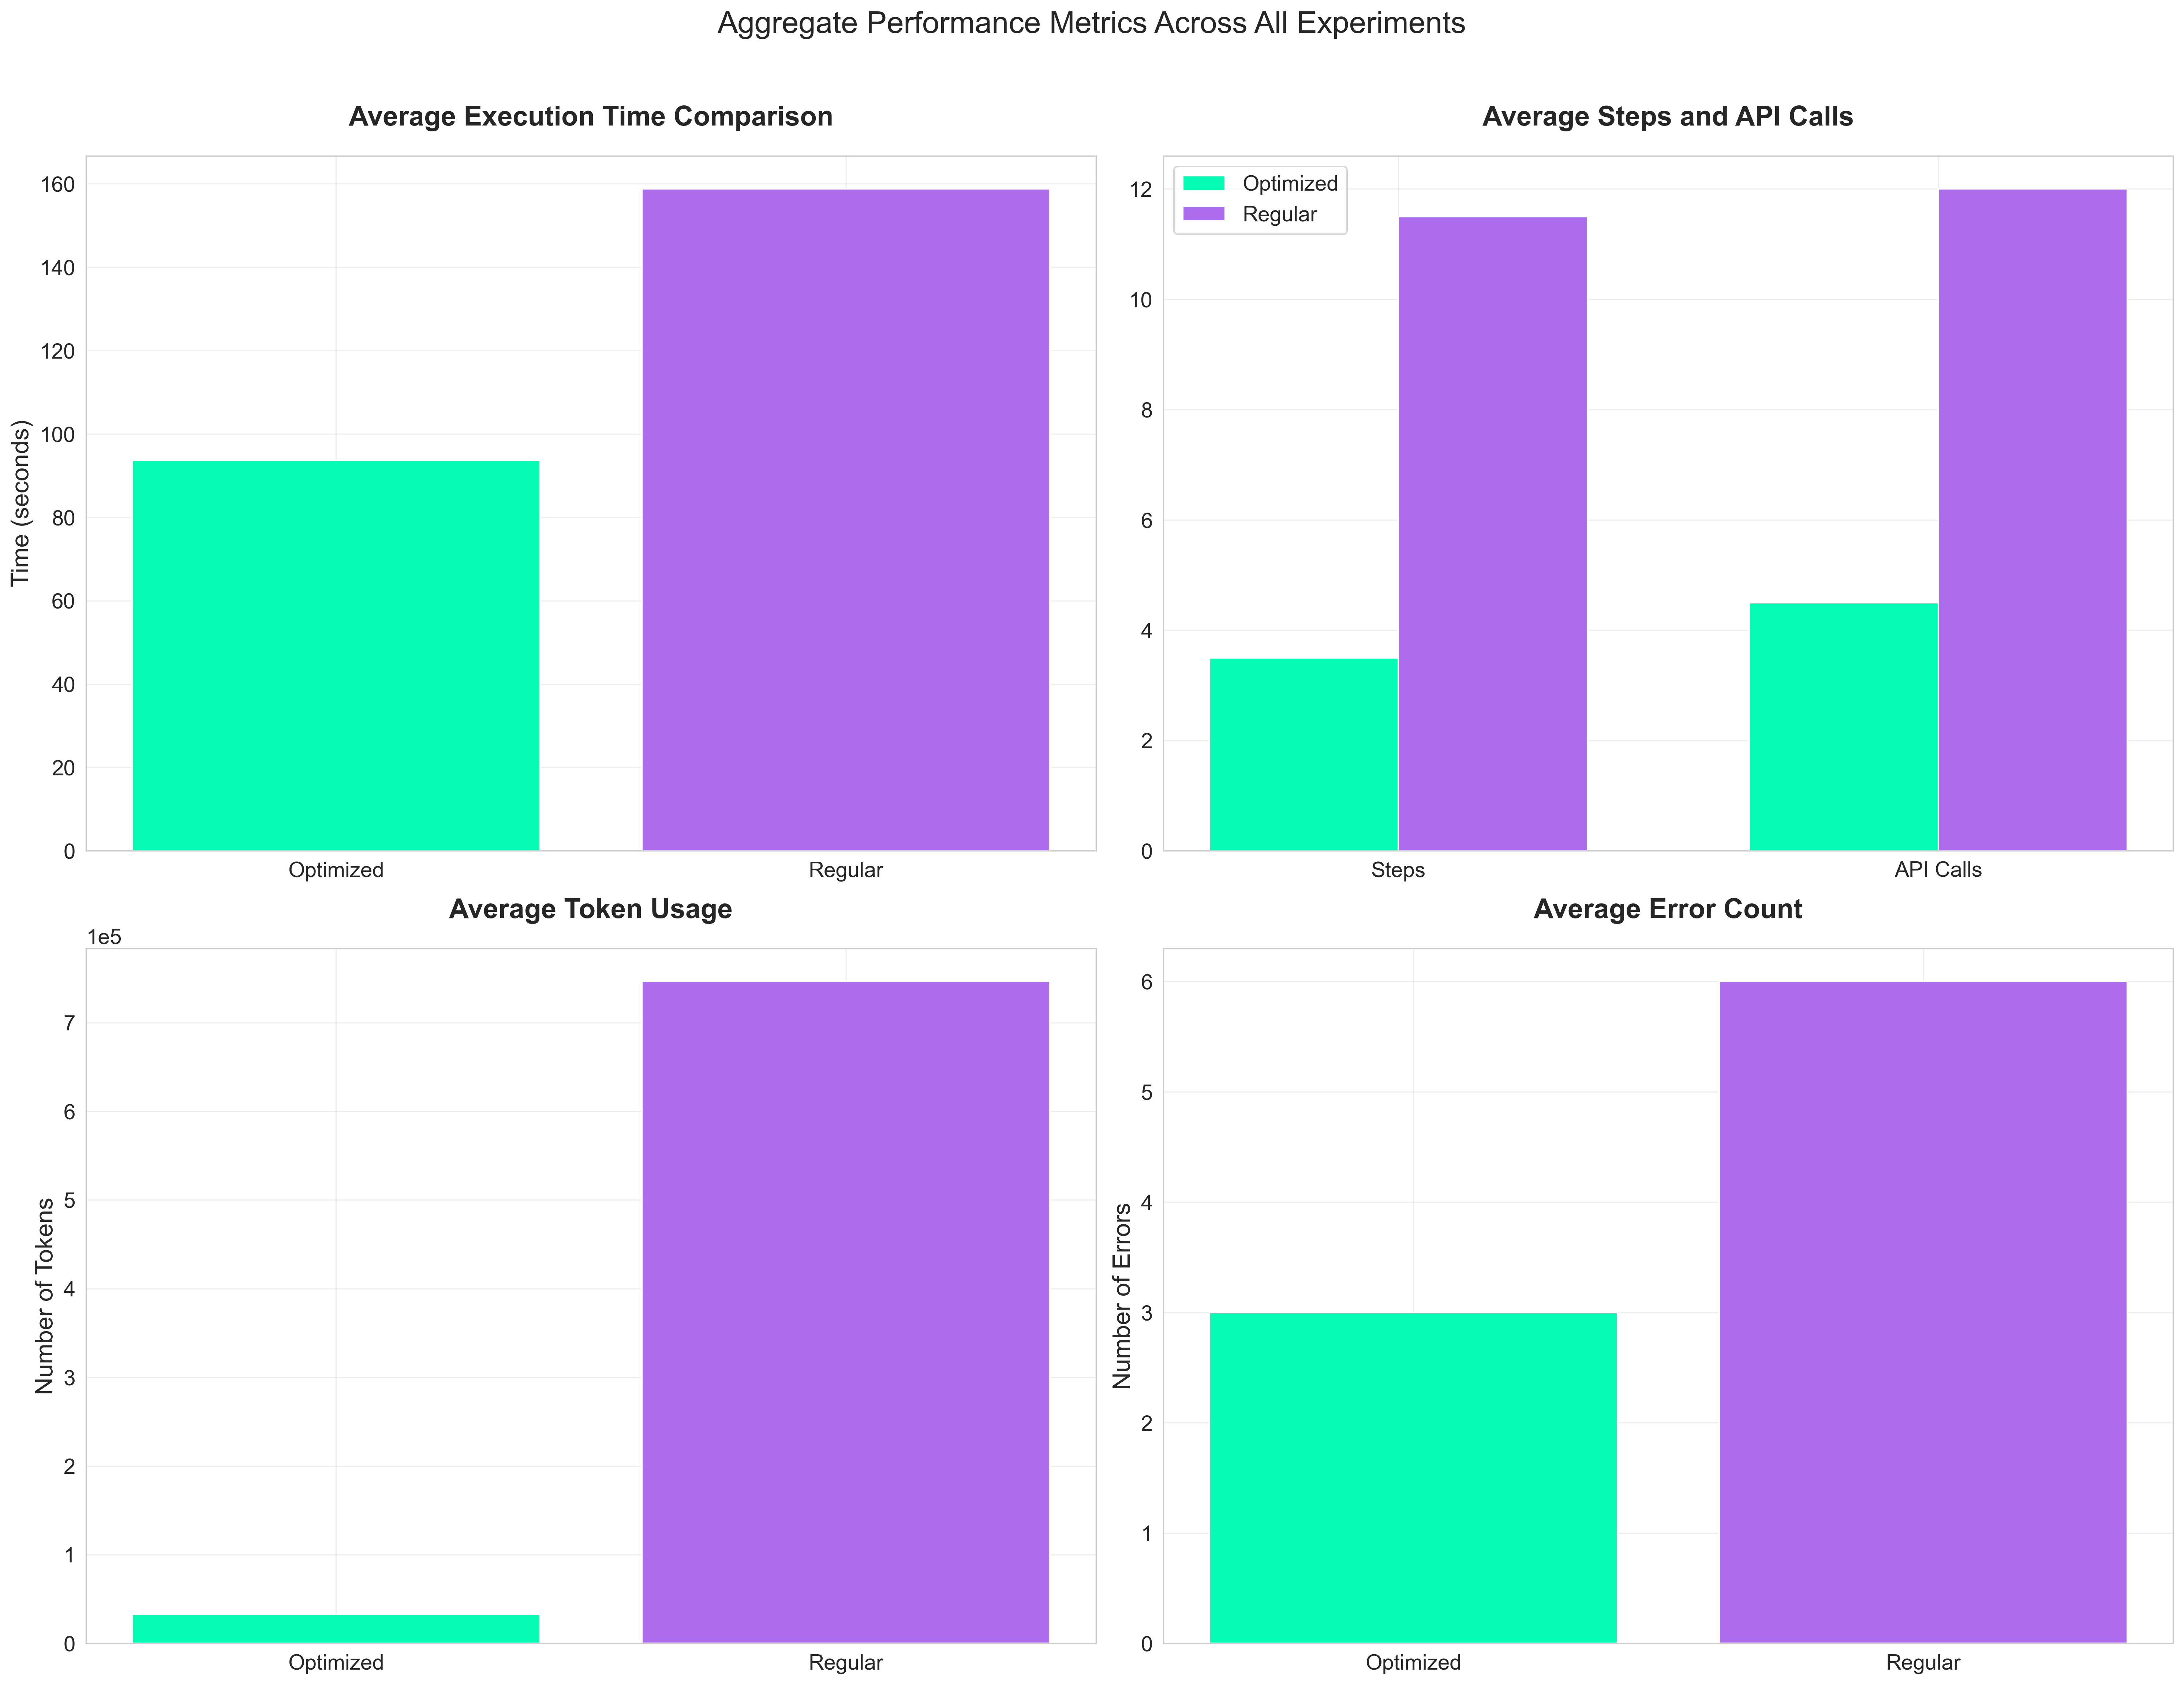 Aggregate Performance Metrics Across All Experiments
Average Execution Time Comparison
Time (seconds)
160
140
120
100
80
60
40
20
0
Optimized
Regular
Average Steps and API Calls
Optimized
Regular
12
10
8
6
4
2
0
Steps
API Calls
Average Token Usage
1e5
Number of Tokens
7
6
5
4
3
2
1
0
Optimized
Regular
Average Error Count
Number of Errors
6
5
4
3
2
1
0
Optimized
Regular